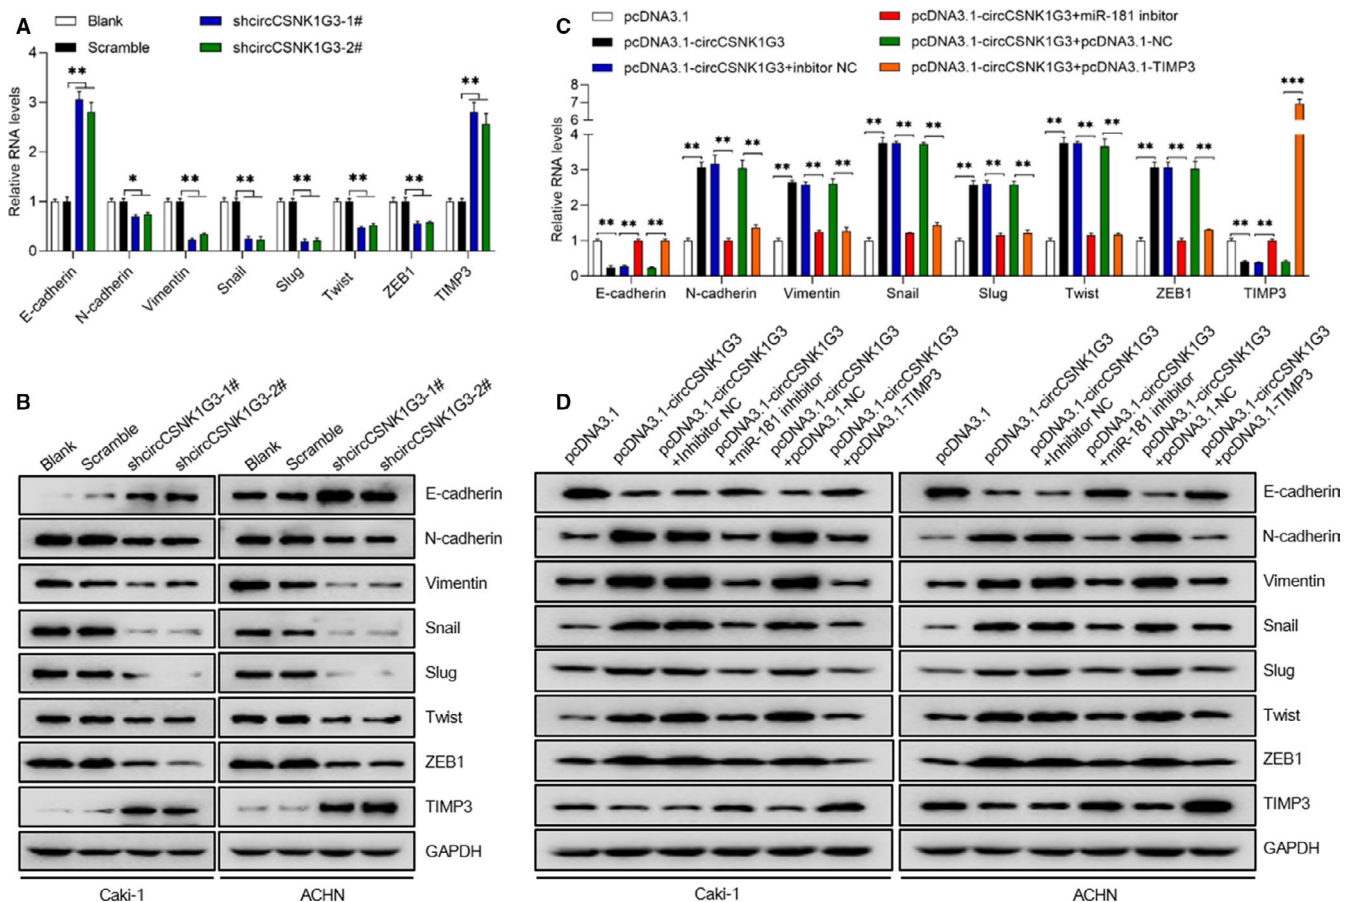 A
Blank
Scramble
shcircCSNK1G3-1#
shcircCSNK1G3-2#
Relative RNA levels
4
3
2
1
0
** * ** ** ** ** ** **
E-cadherin N-cadherin Vimentin Snail Slug Twist ZEB1 TIMP3
C
pcDNA3.1
pcDNA3.1-circCSNK1G3
pcDNA3.1-circCSNK1G3+inbitor NC
pcDNA3.1-circCSNK1G3+miR-181 inbitor
pcDNA3.1-circCSNK1G3+pcDNA3.1-NC
pcDNA3.1-circCSNK1G3+pcDNA3.1-TIMP3
Relative RNA levels
8
7
6
4
3
2
1
0
** ** ** ** ** ** ** ** ** ** ** ** ** ** ** ** ** ** ** ** ** ** ** ***
E-cadherin N-cadherin Vimentin Snail Slug Twist ZEB1 TIMP3
B
Blank Scramble shcircCSNK1G3-1# shcircCSNK1G3-2# Blank Scramble shcircCSNK1G3-1# shcircCSNK1G3-2#
E-cadherin
N-cadherin
Vimentin
Snail
Slug
Twist
ZEB1
TIMP3
GAPDH
Caki-1 ACHN
D
pcDNA3.1
pcDNA3.1-circCSNK1G3
pcDNA3.1-circCSNK1G3
+Inbitor NC
pcDNA3.1-circCSNK1G3
+miR-181 inhibitor
pcDNA3.1-circCSNK1G3
+pcDNA3.1-NC
pcDNA3.1-circCSNK1G3
+pcDNA3.1-TIMP3
pcDNA3.1
pcDNA3.1-circCSNK1G3
pcDNA3.1-circCSNK1G3
+Inbitor NC
pcDNA3.1-circCSNK1G3
+miR-181 inhibitor
pcDNA3.1-circCSNK1G3
+pcDNA3.1-NC
pcDNA3.1-circCSNK1G3
+pcDNA3.1-TIMP3
E-cadherin
N-cadherin
Vimentin
Snail
Slug
Twist
ZEB1
TIMP3
GAPDH
Caki-1 ACHN